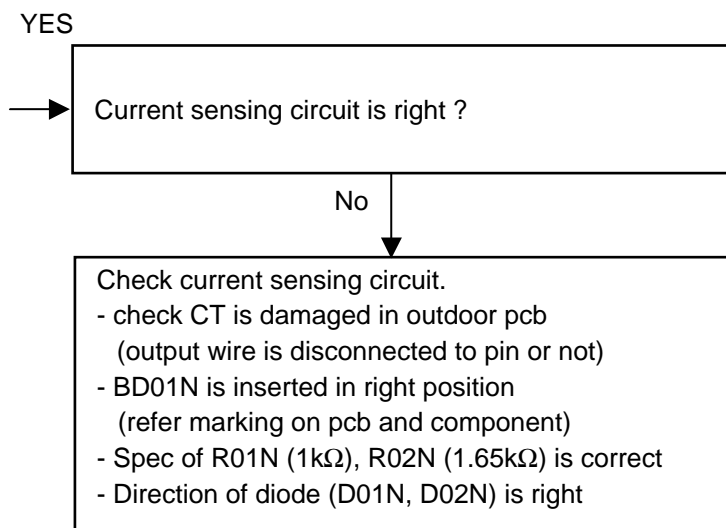 YES
Current sensing circuit is right ?
No
Check current sensing circuit.
- check CT is damaged in outdoor pcb
(output wire is disconnected to pin or not)
- BD01N is inserted in right position
(refer marking on pcb and component)
- Spec of R01N (1kΩ), R02N (1.65kΩ) is correct
- Direction of diode (D01N, D02N) is right